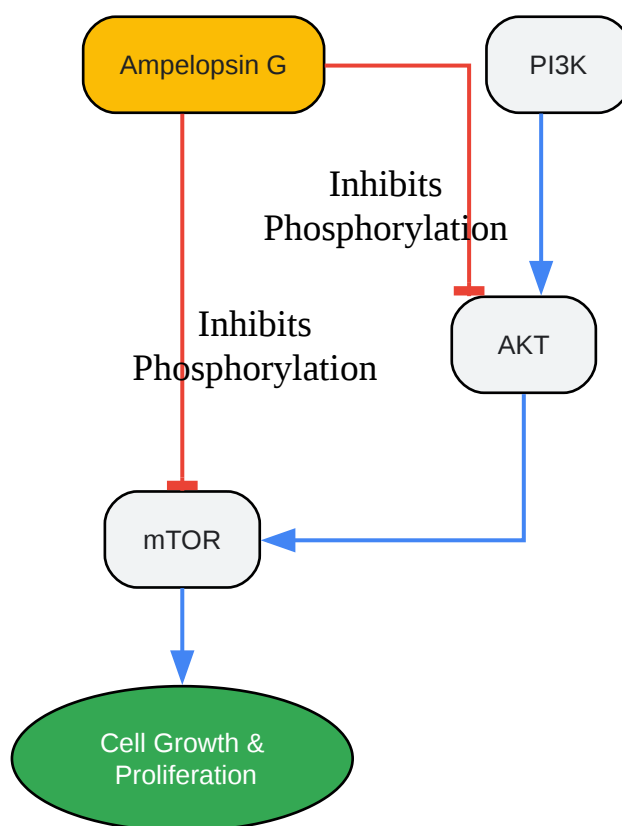 Ampelopsin G
PI3K
Inhibits
Phosphorylation
Inhibits
Phosphorylation
AKT
mTOR
Cell Growth &
Proliferation